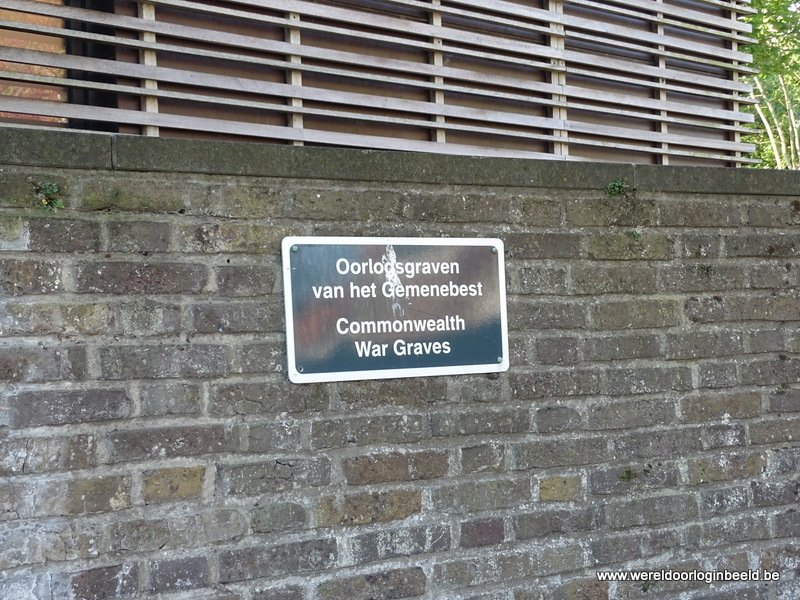 Oorlogsgraven
van het Gemenebest
Commonwealth
War Graves
www.wereldoorloginbeeld.be